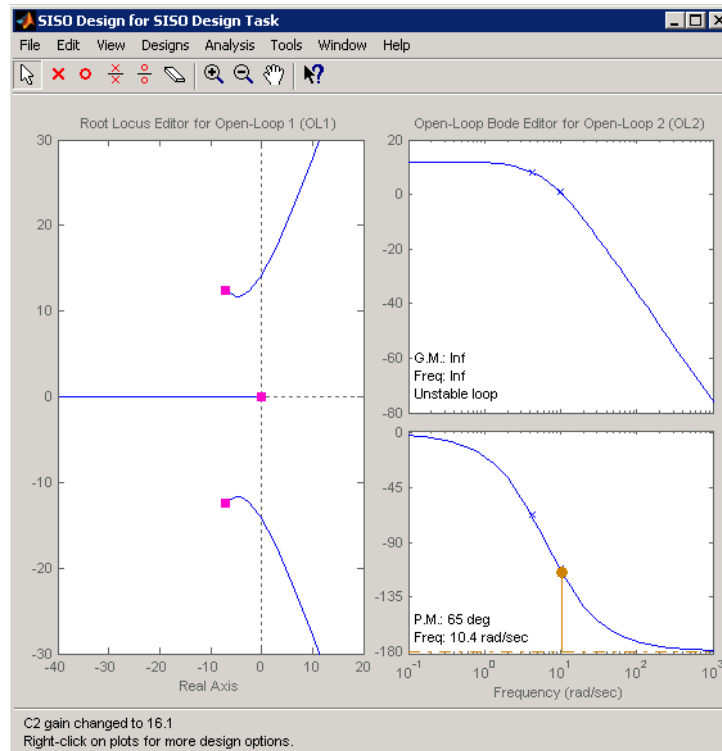 SISO Design for SISO Design Task
File Edit View Designs Analysis Tools Window Help
Root Locus Editor for Open-Loop 1 (OL1)
30
20
10
0
-10
-20
-30
-40 -30 -20 -10 0 10 20
Real Axis
Open-Loop Bode Editor for Open-Loop 2 (OL2)
20
0
-20
-40
-60
-80
G.M.: Inf
Freq: Inf
Unstable loop
0
-45
-90
-135
-180
P.M.: 65 deg
Freq: 10.4 rad/sec
10^-1 10^0 10^1 10^2 10^3
Frequency (rad/sec)
C2 gain changed to 16.1
Right-click on plots for more design options.